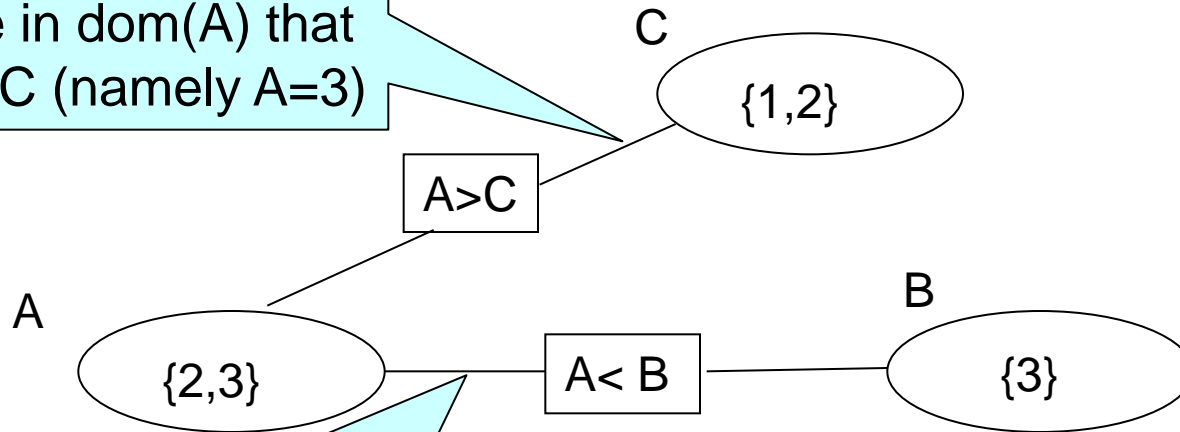 in dom(A) that
C (namely A=3)
C
{1,2}
A>C
A
B
{2,3}
A< B
{3}